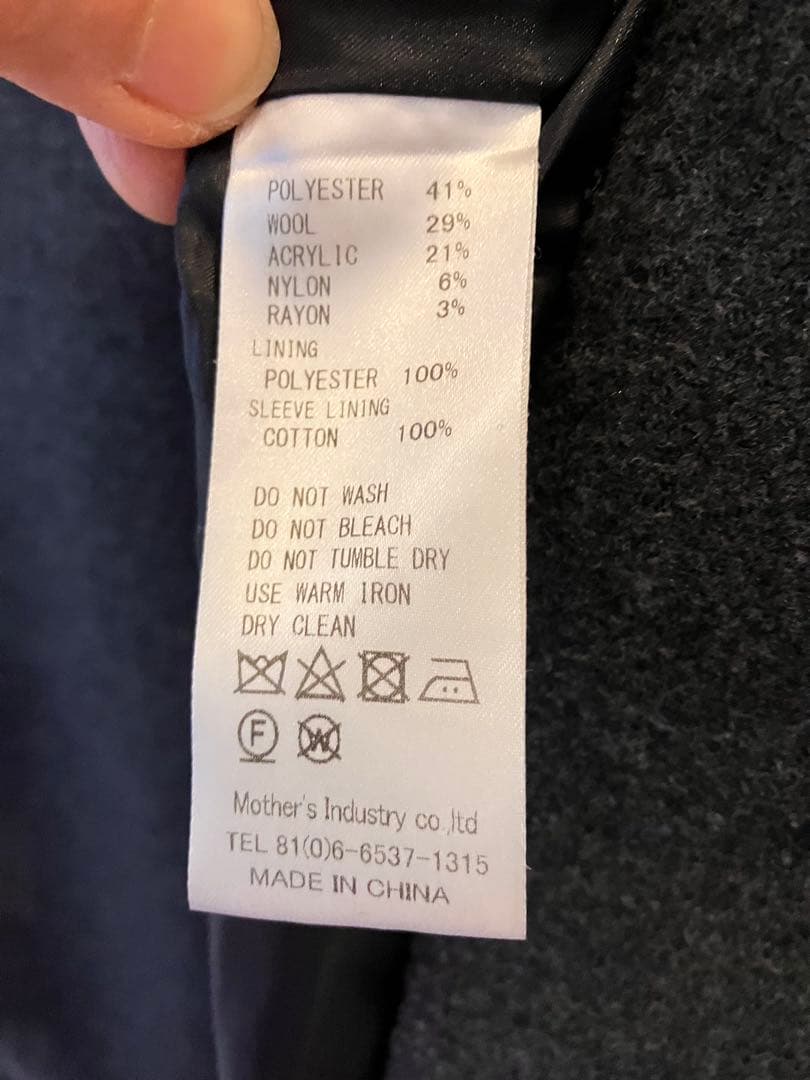 POLYESTER 41%
WOOL 29%
ACRYLIC 21%
NYLON 6%
RAYON 3%
LINING
POLYESTER 100%
SLEEVE LINING
COTTON 100%
DO NOT WASH
DO NOT BLEACH
DO NOT TUMBLE DRY
USE WARM IRON
DRY CLEAN
F W
Mother's Industry co.,ltd
TEL 81(0)6-6537-1315
MADE IN CHINA